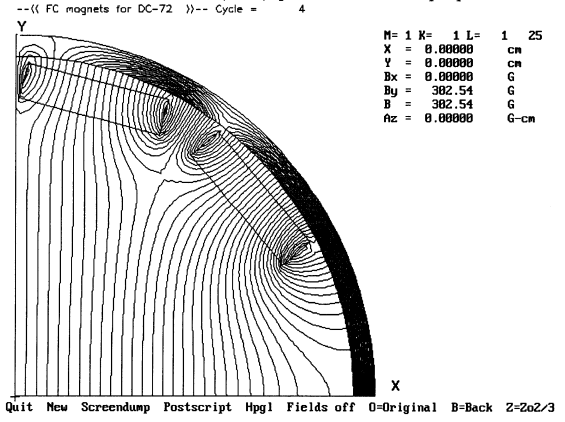 --(( FC mognets for DC-72 ))-- Cycle = 4
Y
M= 1 K= 1 L= 1 25
X = 0.00000 cm
Y = 0.00000 cm
Bx = 0.00000 G
By = 302.54 G
B = 302.54 G
Az = 0.00000 G-cm
X
Quit New Screendump Postscript Hpgl Fields off O=Original B=Back Z=Zo2/3